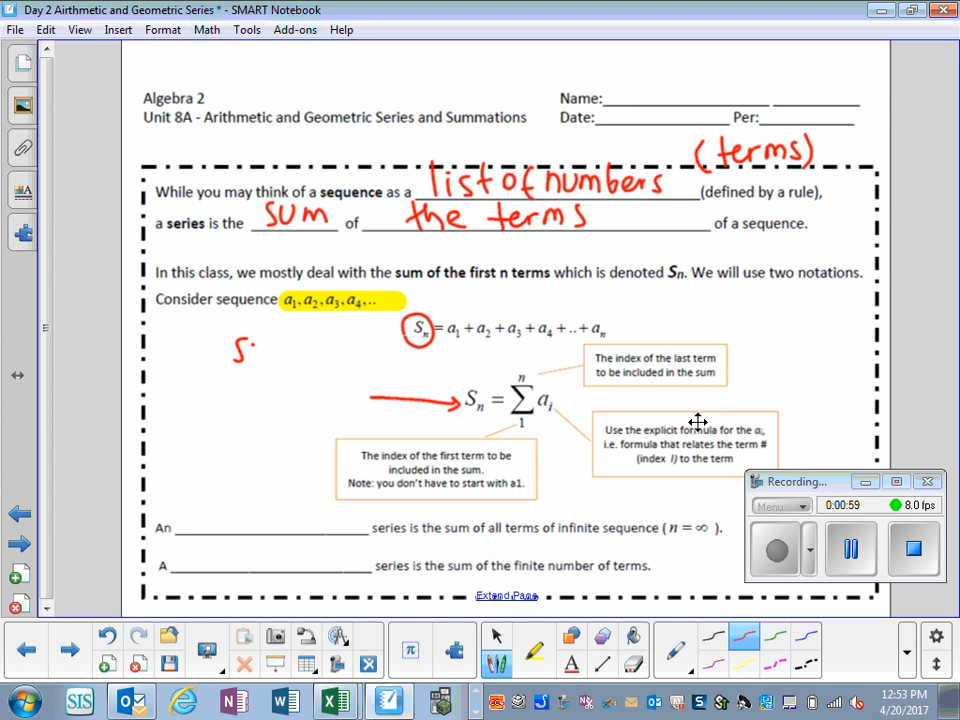 Day 2 Airthmetic and Geometric Series * - SMART Notebook
File Edit View Insert Format Math Tools Add-ons Help
Algebra 2 Name:
Unit 8A - Arithmetic and Geometric Series and Summations Date: Per:
(terms)
While you may think of a sequence as a list of numbers (defined by a rule),
a series is the sum of the terms of a sequence.
In this class, we mostly deal with the sum of the first n terms which is denoted Sn. We will use two notations.
Consider sequence a1, a2, a3, a4,..
Sn = a1 + a2 + a3 + a4 + ..+ an
S
The index of the last term
to be included in the sum
n
Sn = ∑ ai
1
Use the explicit formula for the ai,
i.e. formula that relates the term #
(index I) to the term
The index of the first term to be
included in the sum.
Note: you don't have to start with a1.
Recording...
Menu 0:00:59 8.0 fps
An series is the sum of all terms of infinite sequence ( n = ∞ ).
A series is the sum of the finite number of terms.
Extend Page
π
A
SIS
12:53 PM
4/20/2017